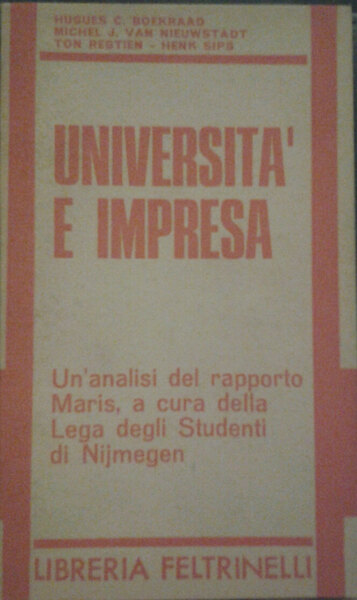 HUGUES C. BOEKRAAD
MICHEL J. VAN NIEUWSTADT
TON REGTIEN - HENK SIPS
UNIVERSITA'
E IMPRESA
Un'analisi del rapporto
Maris, a cura della
Lega degli Studenti
di Nijmegen
LIBRERIA FELTRINELLI